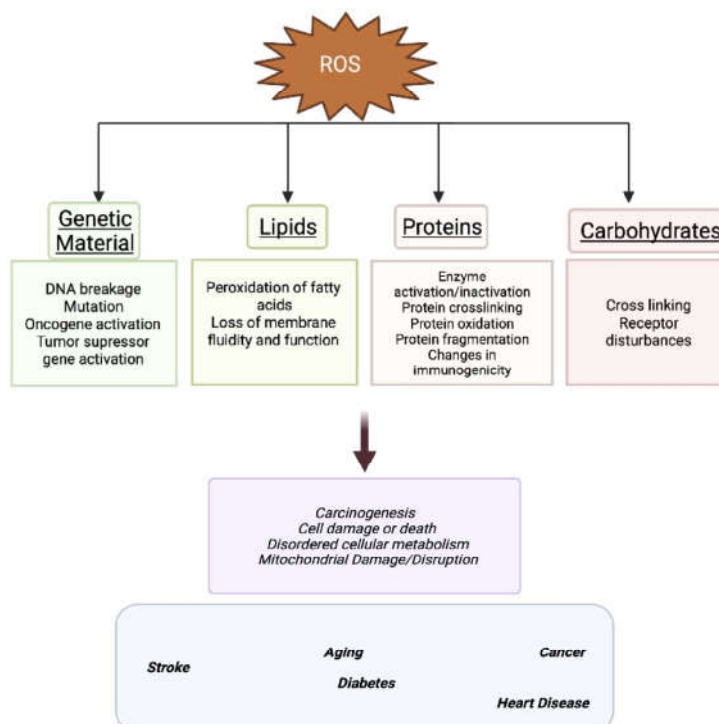 ROS
Genetic
Material
DNA breakage
Mutation
Oncogene activation
Tumor supressor
gene activation
Lipids
Peroxidation of fatty
acids
Loss of membrane
fluidity and function
Proteins
Enzyme
activation/inactivation
Protein crosslinking
Protein oxidation
Protein fragmentation
Changes in
immunogenicity
Carbohydrates
Cross linking
Receptor
disturbances
Carcinogenesis
Cell damage or death
Disordered cellular metabolism
Mitochondrial Damage/Disruption
Stroke
Aging
Diabetes
Cancer
Heart Disease